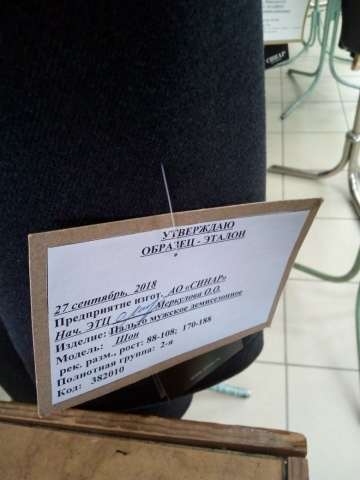 УТВЕРЖДАЮ
ОБРАЗЕЦ - ЭТАЛОН
27 сентябрь, 2018
Предприятие изгот. АО «СИНАР»
Нач. ЭТЦ Меркулова О.О.
Изделие: Пальто мужское демисезонное
Модель: Шон
рек. разм., рост: 88-108; 170-188
Полнотная группа: 2-я
Код: 382010
СИНАР